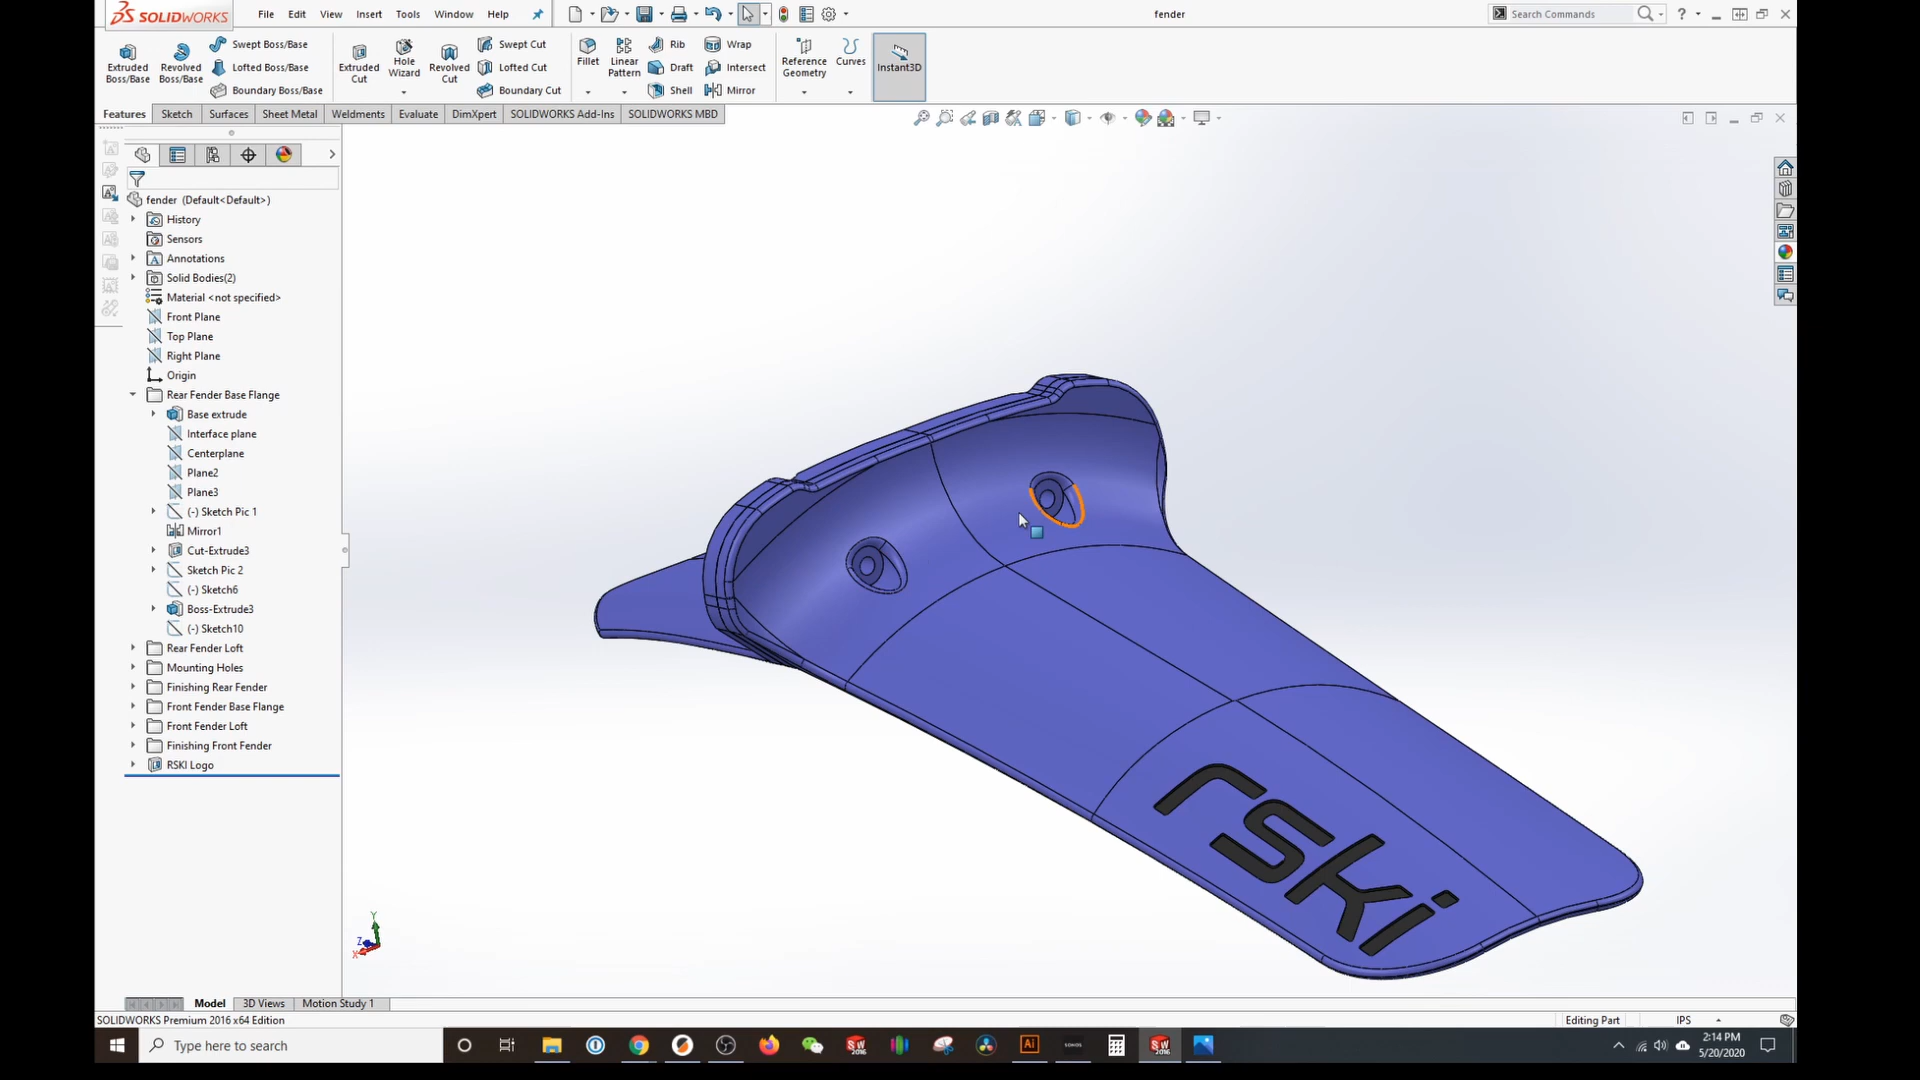 SOLIDWORKS File Edit View Insert Tools Window Help fender Search Commands
Extruded Boss/Base
Revolved Boss/Base
Swept Boss/Base
Lofted Boss/Base
Boundary Boss/Base
Extruded Cut
Hole Wizard
Revolved Cut
Swept Cut
Lofted Cut
Boundary Cut
Fillet
Linear Pattern
Rib
Draft
Shell
Wrap
Intersect
Mirror
Reference Geometry
Curves
Instant3D
Features Sketch Surfaces Sheet Metal Weldments Evaluate DimXpert SOLIDWORKS Add-Ins SOLIDWORKS MBD
fender (Default<Default>)
History
Sensors
Annotations
Solid Bodies(2)
Material <not specified>
Front Plane
Top Plane
Right Plane
Origin
Rear Fender Base Flange
Base extrude
Interface plane
Centerplane
Plane2
Plane3
(-) Sketch Pic 1
Mirror1
Cut-Extrude3
Sketch Pic 2
(-) Sketch6
Boss-Extrude3
(-) Sketch10
Rear Fender Loft
Mounting Holes
Finishing Rear Fender
Front Fender Base Flange
Front Fender Loft
Finishing Front Fender
RSKI Logo
rski
Y
Z
X
Model 3D Views Motion Study 1
SOLIDWORKS Premium 2016 x64 Edition Editing Part IPS
Type here to search
SW 2016
Ai
SONOS
SW 2016
2:14 PM
5/20/2020